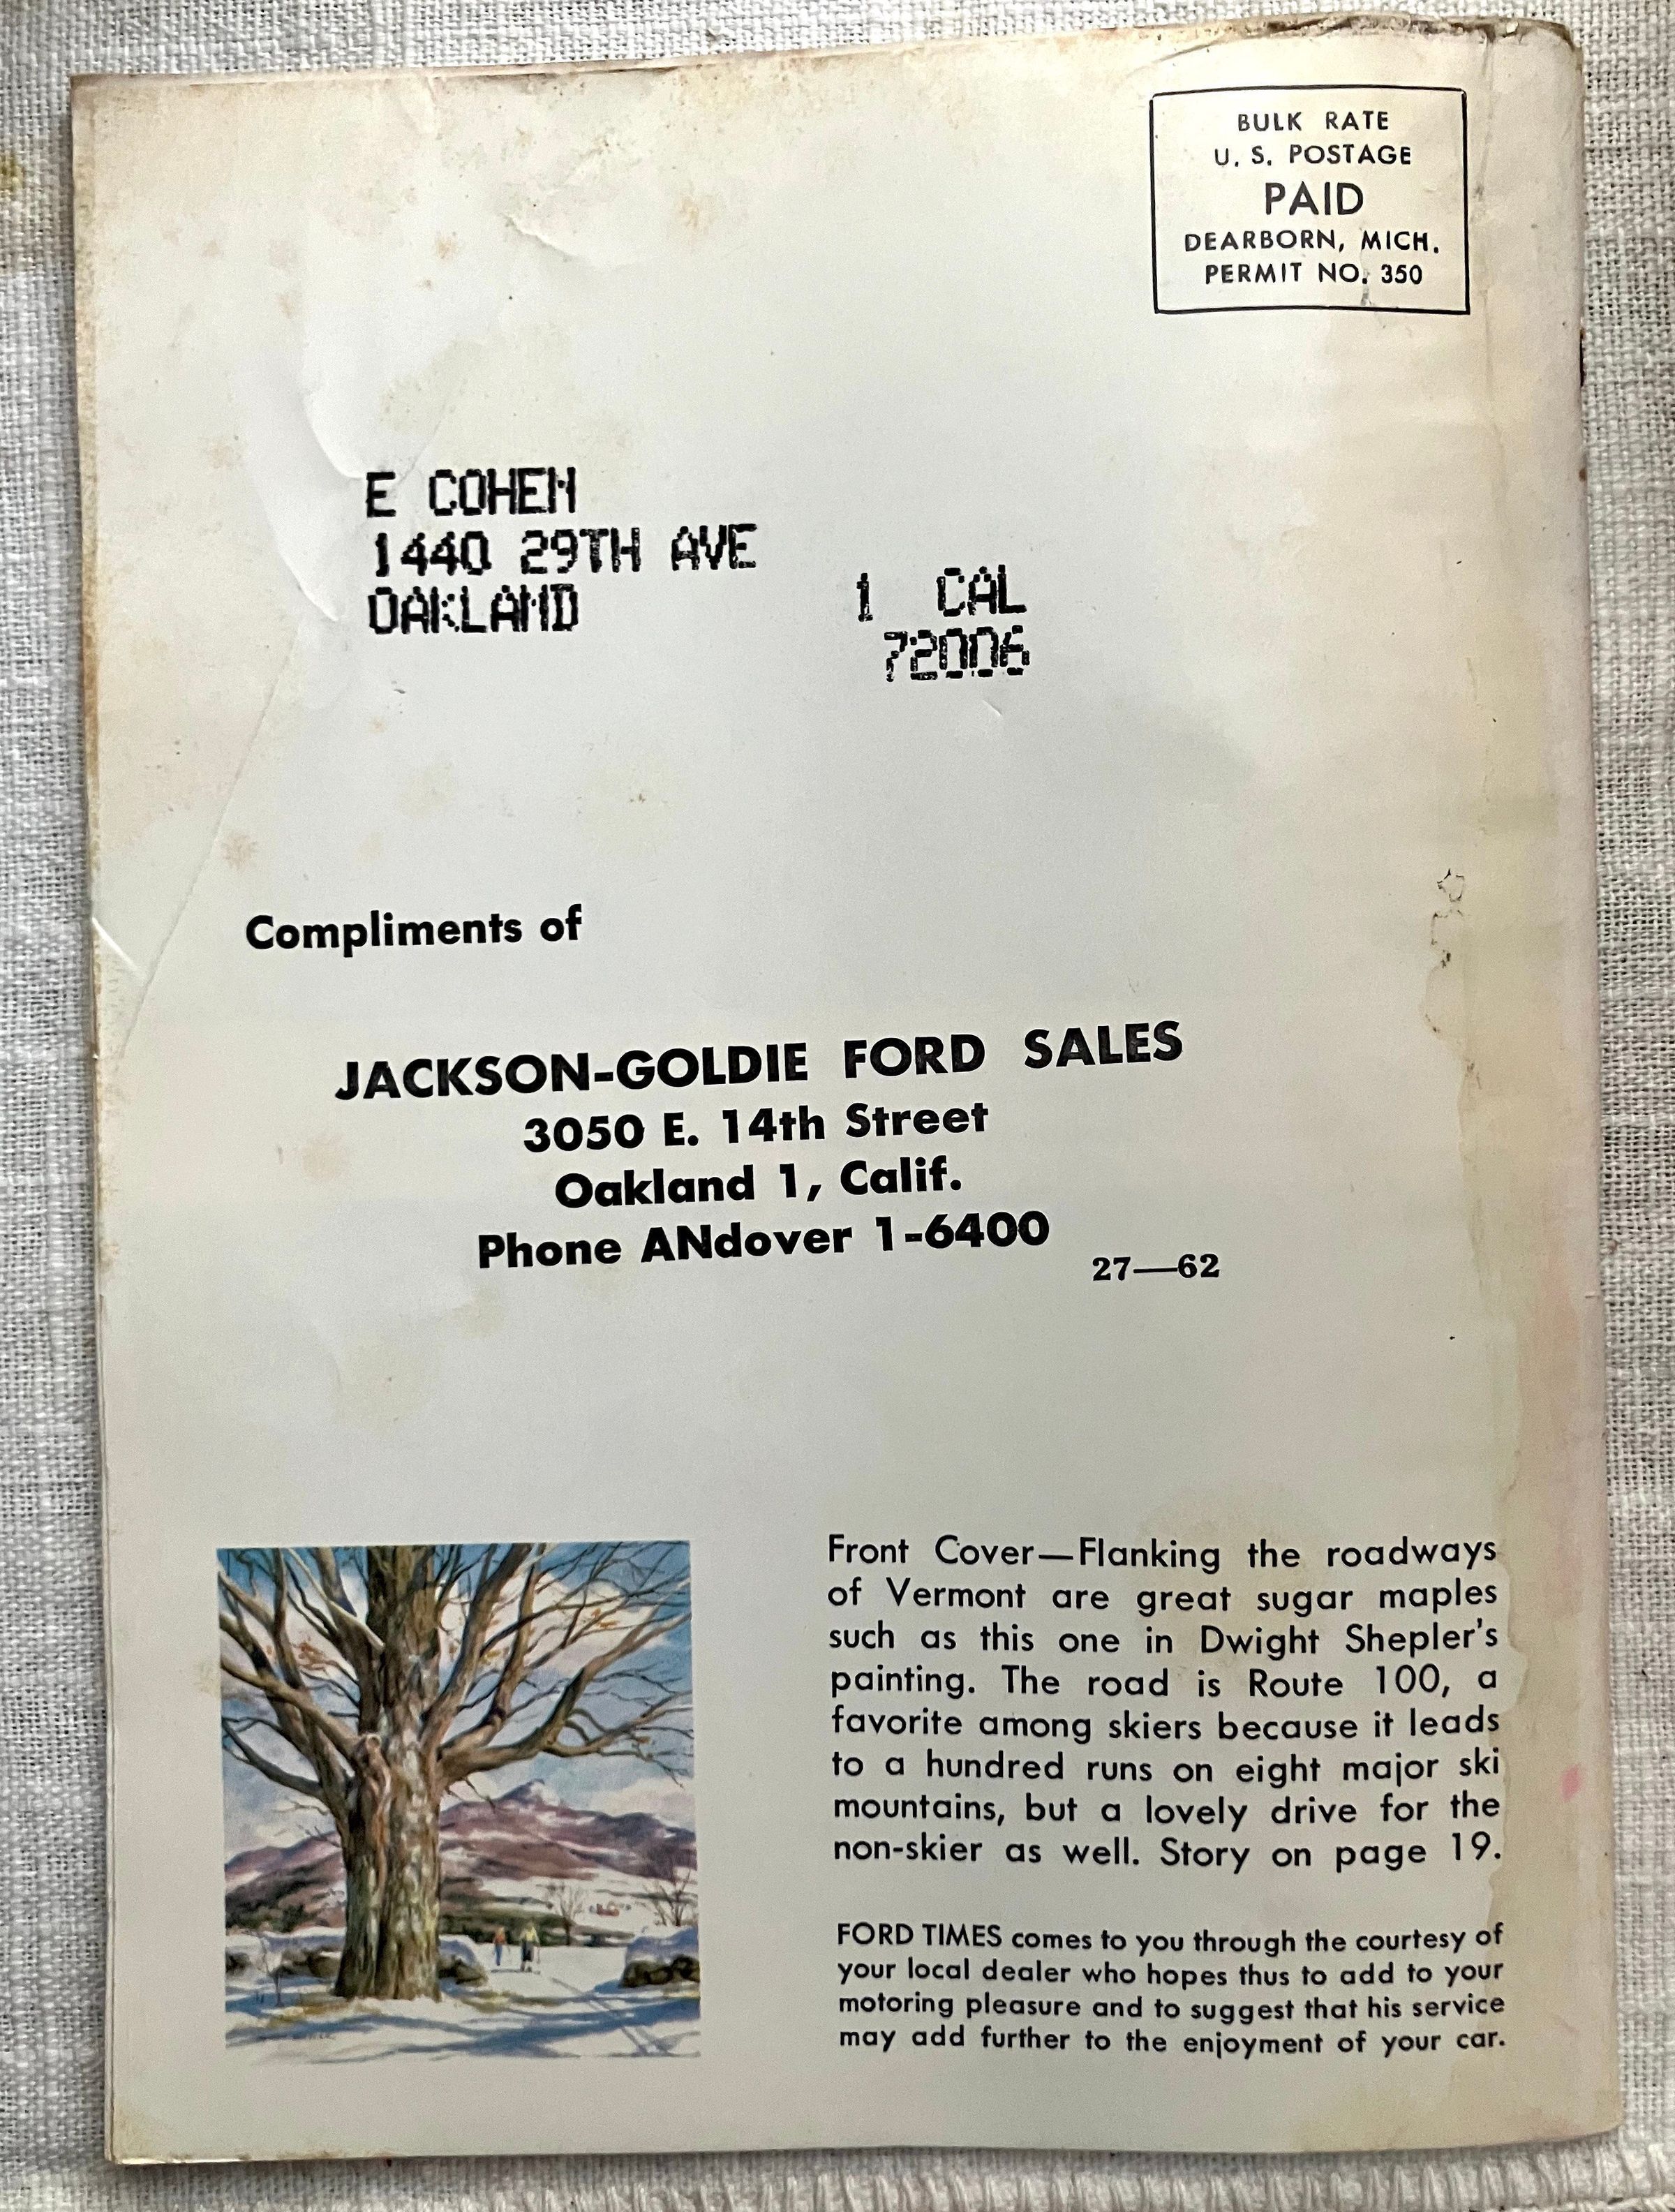 BULK RATE
U. S. POSTAGE
PAID
DEARBORN, MICH.
PERMIT NO. 350
E COHEN
1440 29TH AVE
OAKLAND 1 CAL
72006
Compliments of
JACKSON-GOLDIE FORD SALES
3050 E. 14th Street
Oakland 1, Calif.
Phone ANdover 1-6400
27—62
Front Cover—Flanking the roadways
of Vermont are great sugar maples
such as this one in Dwight Shepler's
painting. The road is Route 100, a
favorite among skiers because it leads
to a hundred runs on eight major ski
mountains, but a lovely drive for the
non-skier as well. Story on page 19.
FORD TIMES comes to you through the courtesy of
your local dealer who hopes thus to add to your
motoring pleasure and to suggest that his service
may add further to the enjoyment of your car.